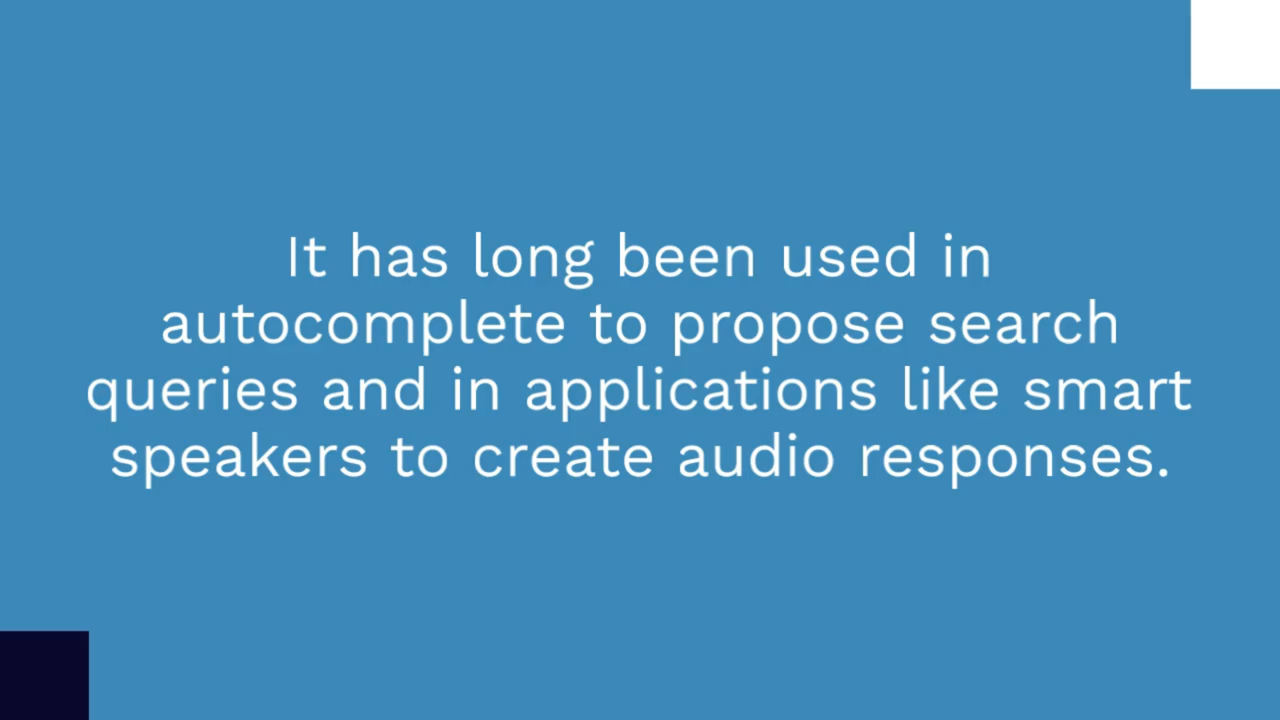 It has long been used in
autocomplete to propose search
queries and in applications like smart
speakers to create audio responses.